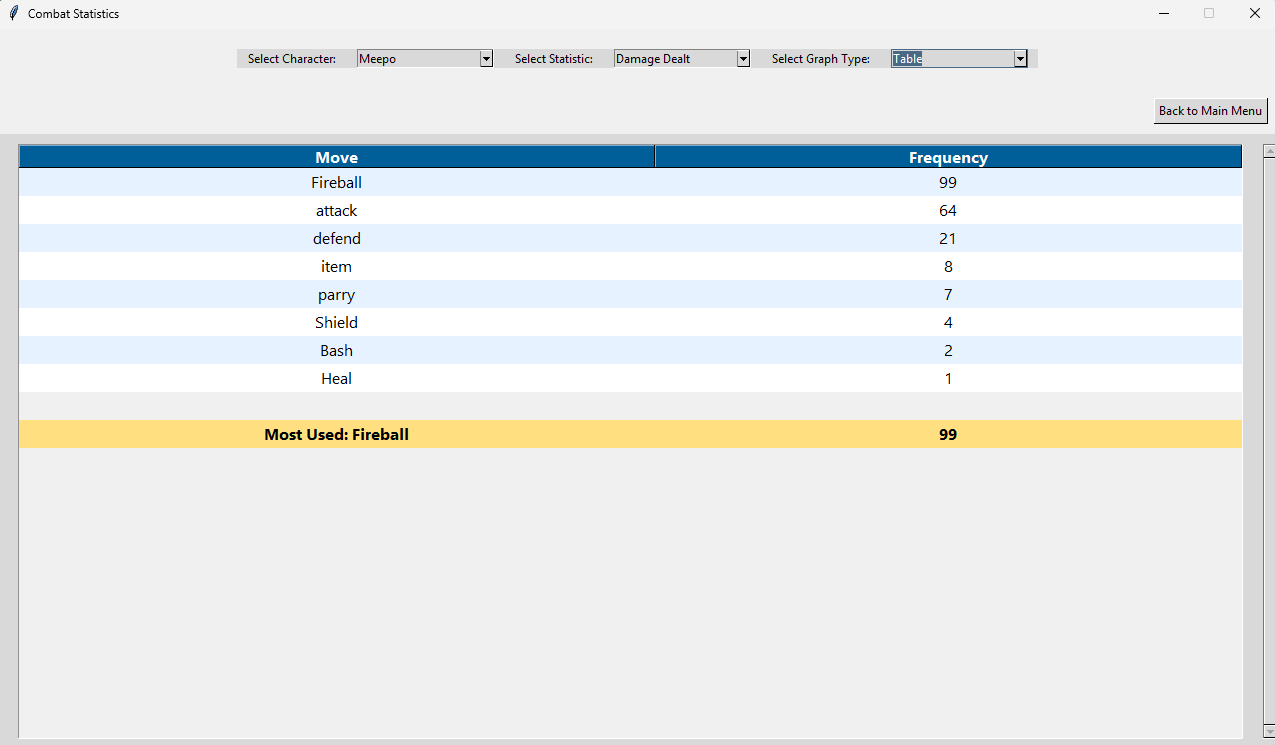 Combat Statistics
Select Character: Meepo Select Statistic: Damage Dealt Select Graph Type: Table
Back to Main Menu
Move Frequency
Fireball 99
attack 64
defend 21
item 8
parry 7
Shield 4
Bash 2
Heal 1
Most Used: Fireball 99